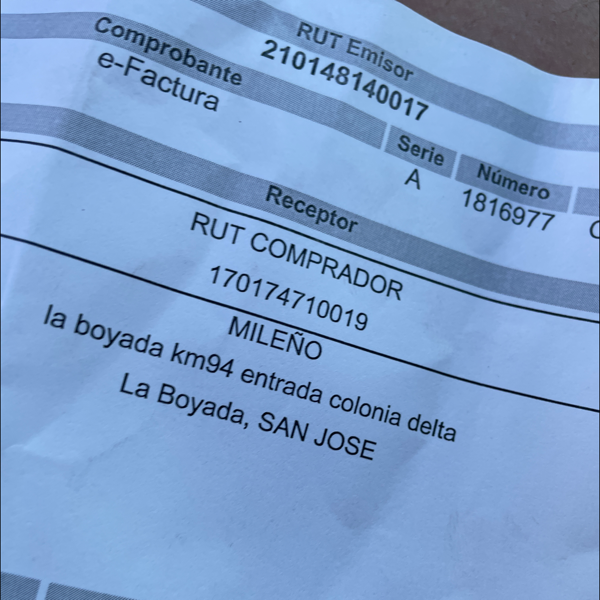 RUT Emisor
210148140017
Comprobante
e-Factura
Serie
Número
A
1816977
Receptor
RUT COMPRADOR
170174710019
MILEÑO
la boyada km94 entrada colonia delta
La Boyada, SAN JOSE